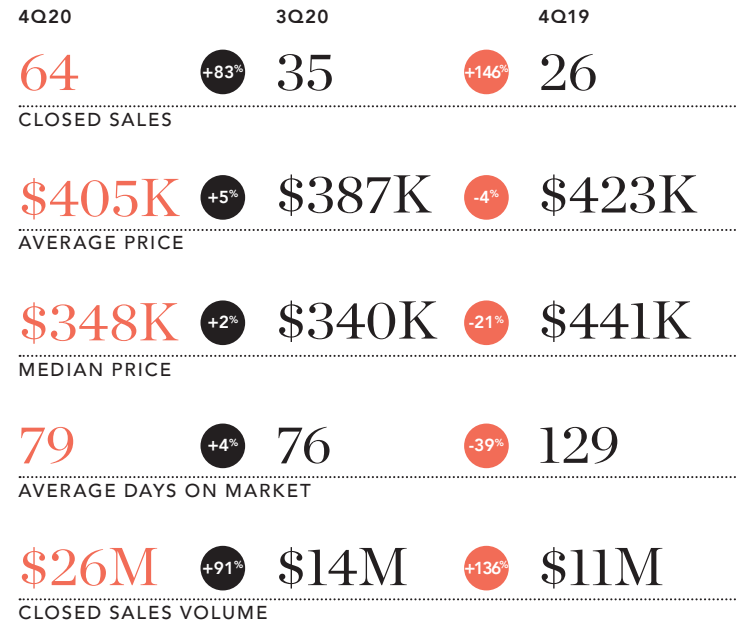 4Q20 3Q20 4Q19
64 +83% 35 +146% 26
CLOSED SALES
$405K +5% $387K -4% $423K
AVERAGE PRICE
$348K +2% $340K -21% $441K
MEDIAN PRICE
79 +4% 76 -39% 129
AVERAGE DAYS ON MARKET
$26M +91% $14M +136% $11M
CLOSED SALES VOLUME